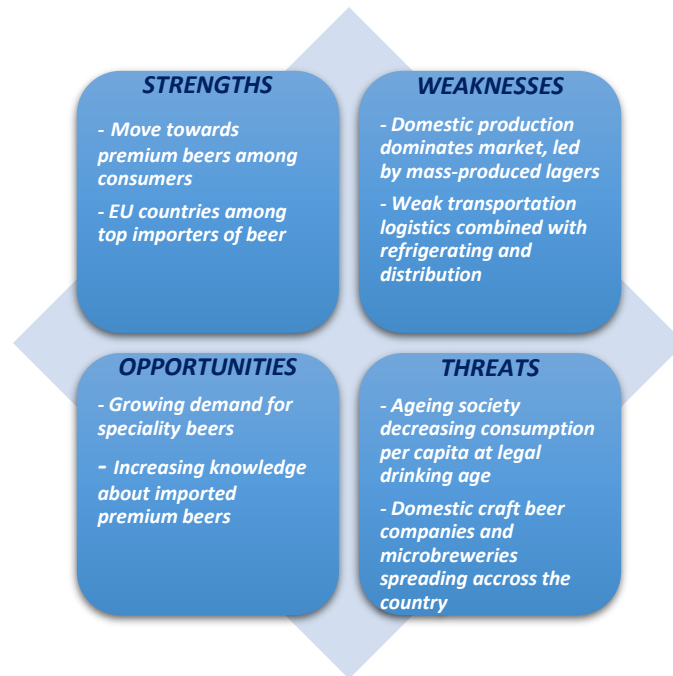 STRENGTHS
- Move towards
premium beers among
consumers
- EU countries among
top importers of beer
WEAKNESSES
- Domestic production
dominates market, led
by mass-produced lagers
- Weak transportation
logistics combined with
refrigerating and
distribution
OPPORTUNITIES
- Growing demand for
speciality beers
- Increasing knowledge
about imported
premium beers
THREATS
- Ageing society
decreasing consumption
per capita at legal
drinking age
- Domestic craft beer
companies and
microbreweries
spreading accross the
country